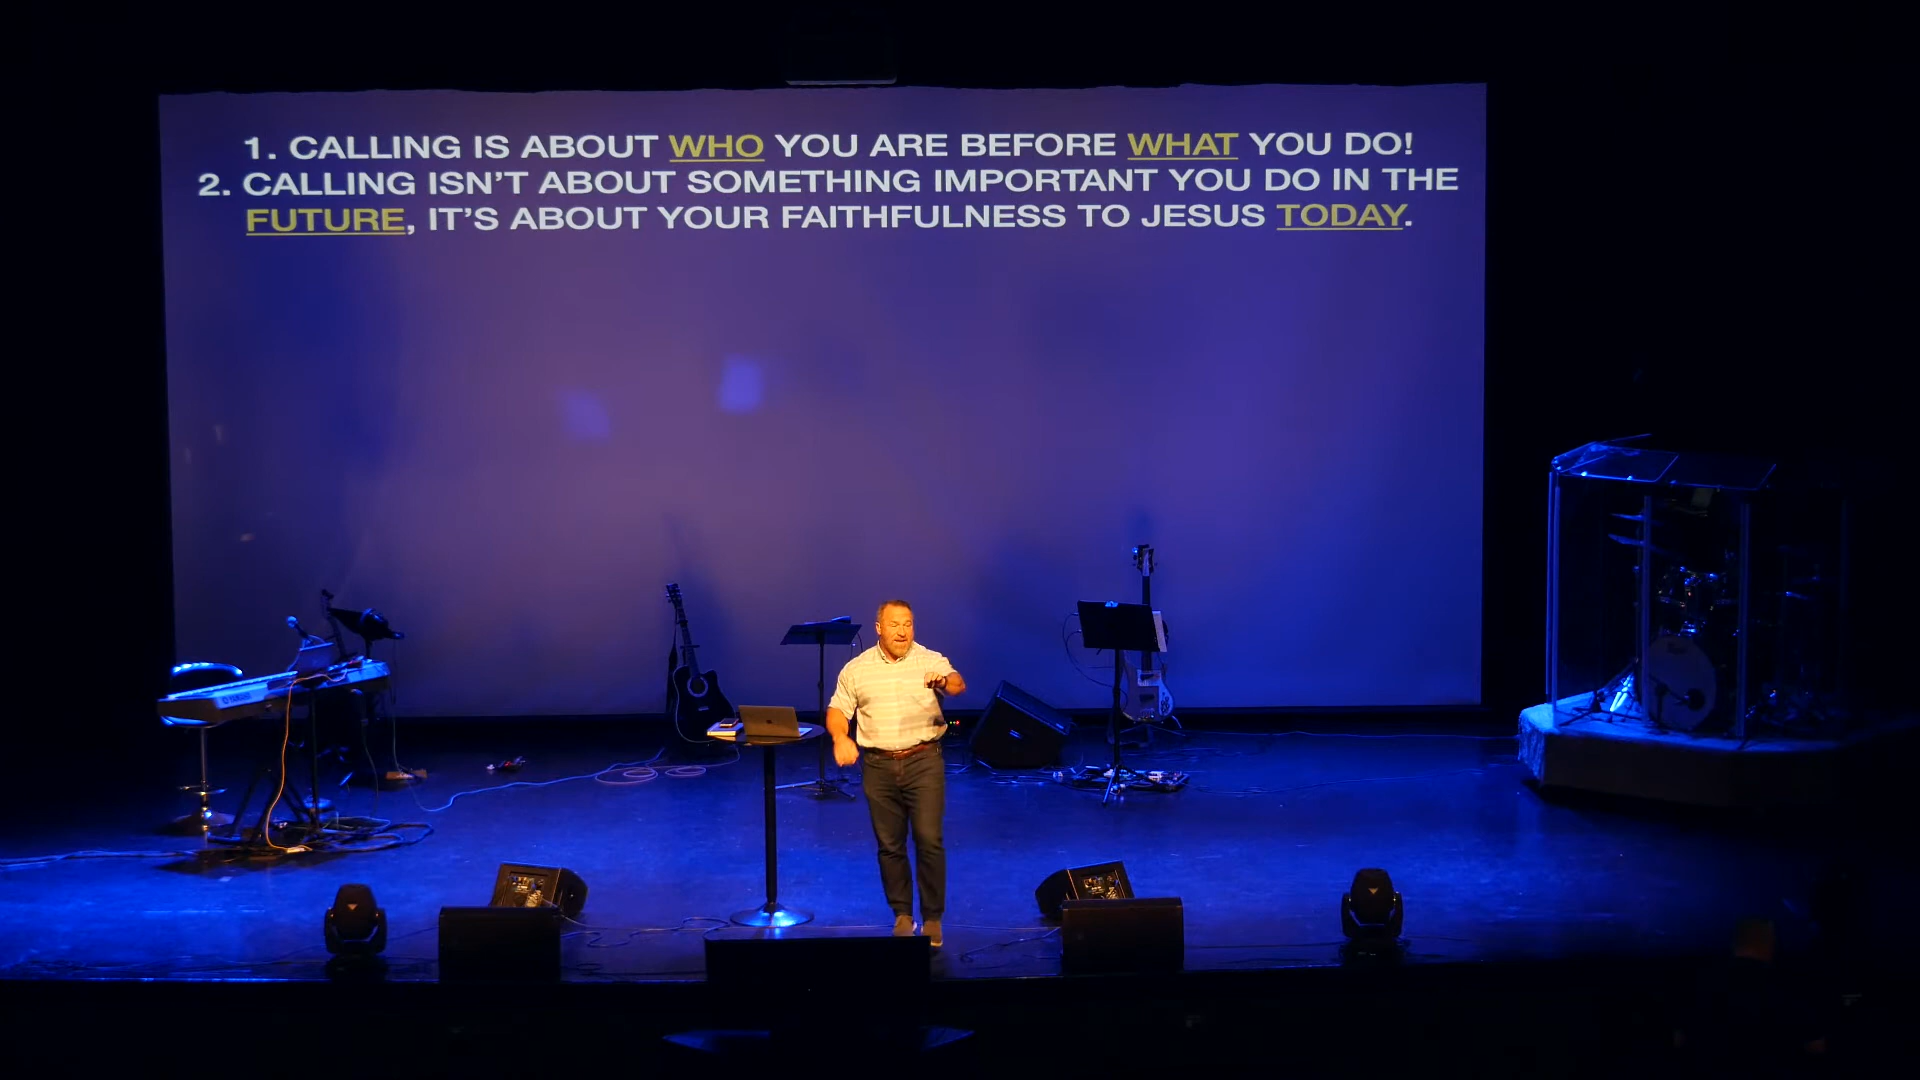 1. CALLING IS ABOUT WHO YOU ARE BEFORE WHAT YOU DO!
2. CALLING ISN'T ABOUT SOMETHING IMPORTANT YOU DO IN THE
FUTURE, IT'S ABOUT YOUR FAITHFULNESS TO JESUS TODAY.